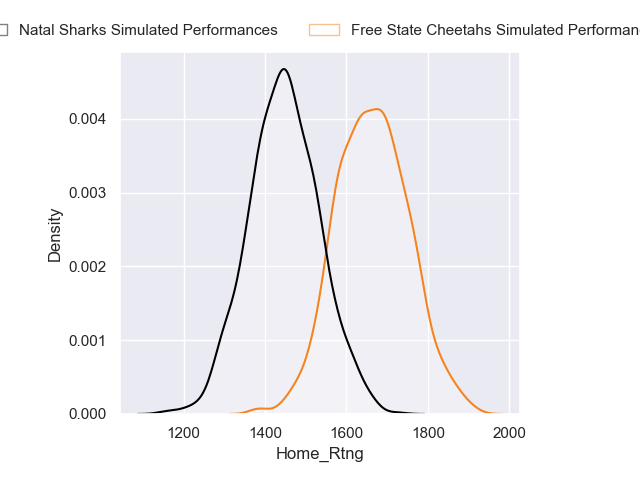 Natal Sharks Simulated Performances
Free State Cheetahs Simulated Performan
0.004
0.003
0.002
0.001
0.000
Density
1200 1400 1600 1800 2000
Home_Rtng